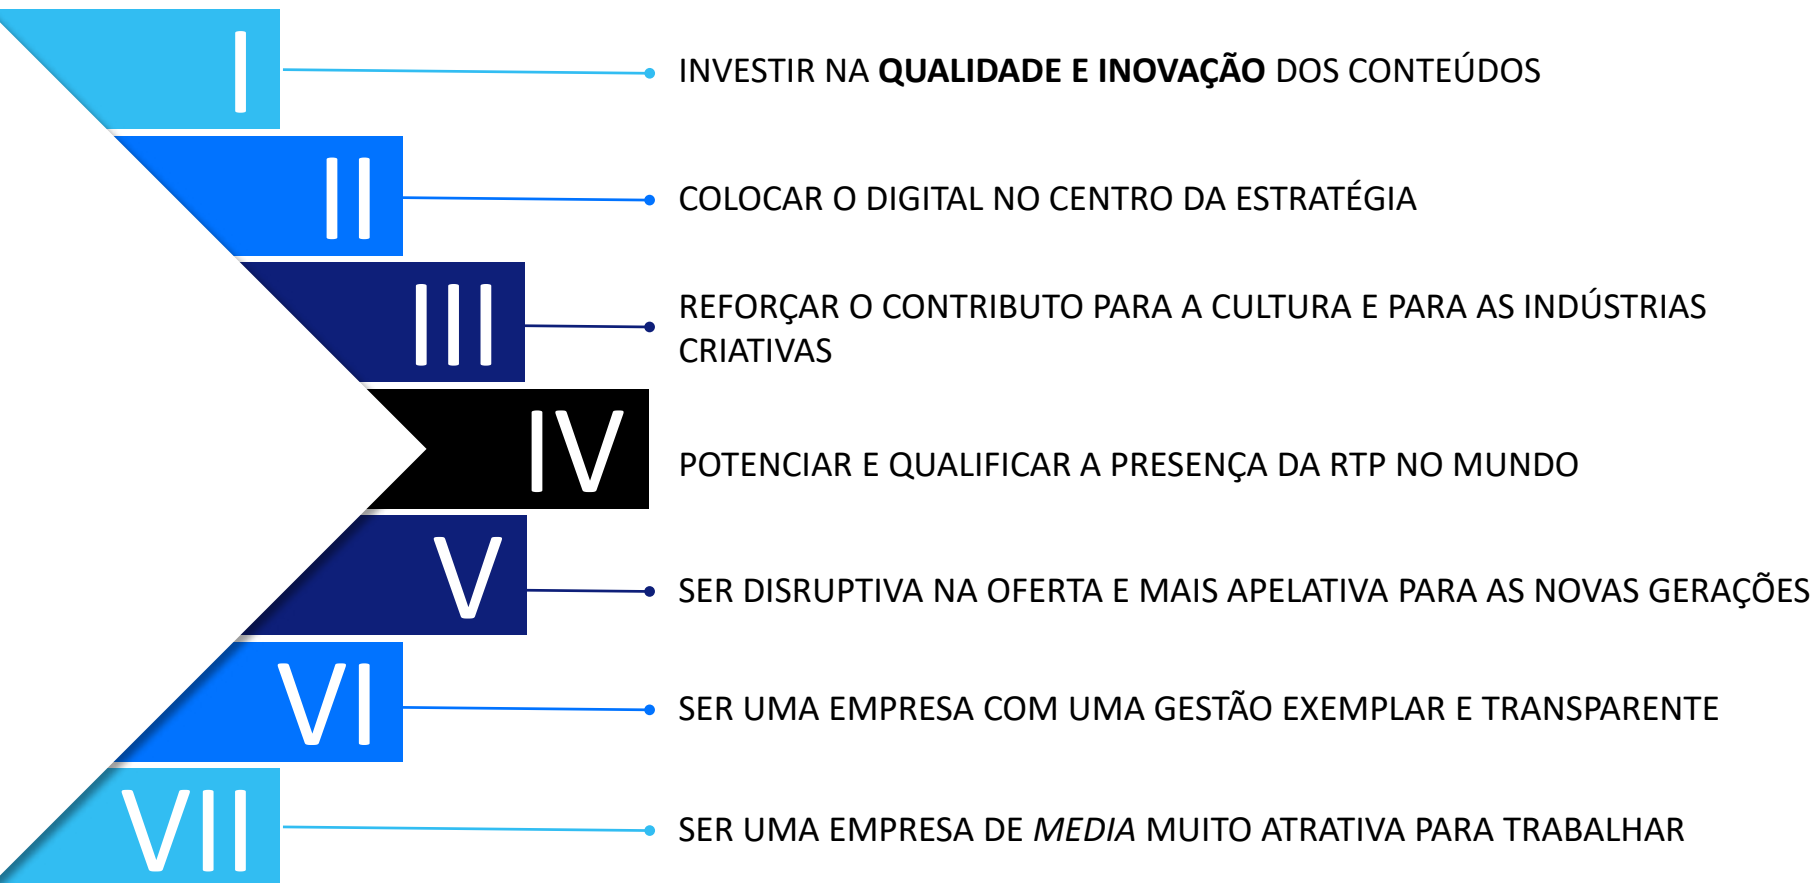 I
INVESTIR NA QUALIDADE E INOVAÇÃO DOS CONTEÚDOS
II
COLOCAR O DIGITAL NO CENTRO DA ESTRATÉGIA
III
REFORÇAR O CONTRIBUTO PARA A CULTURA E PARA AS INDÚSTRIAS
CRIATIVAS
IV
POTENCIAR E QUALIFICAR A PRESENÇA DA RTP NO MUNDO
V
SER DISRUPTIVA NA OFERTA E MAIS APELATIVA PARA AS NOVAS GERAÇÕES
VI
SER UMA EMPRESA COM UMA GESTÃO EXEMPLAR E TRANSPARENTE
VII
SER UMA EMPRESA DE MEDIA MUITO ATRATIVA PARA TRABALHAR